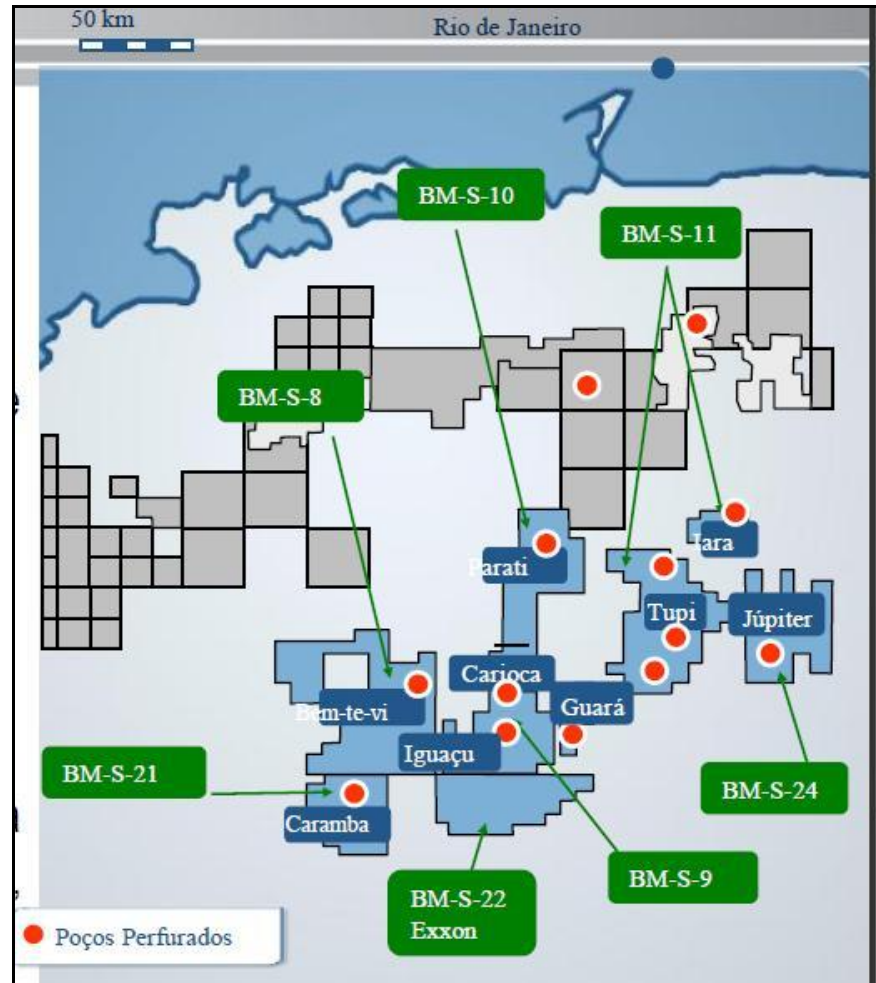 50 km
Rio de Janeiro
BM-S-10
BM-S-11
BM-S-8
Iara
Parati
Tupi
Júpiter
Carioca
Bem-te-vi
Guará
Iguaçu
BM-S-21
BM-S-24
Caramba
BM-S-9
BM-S-22
Exxon
Poços Perfurados